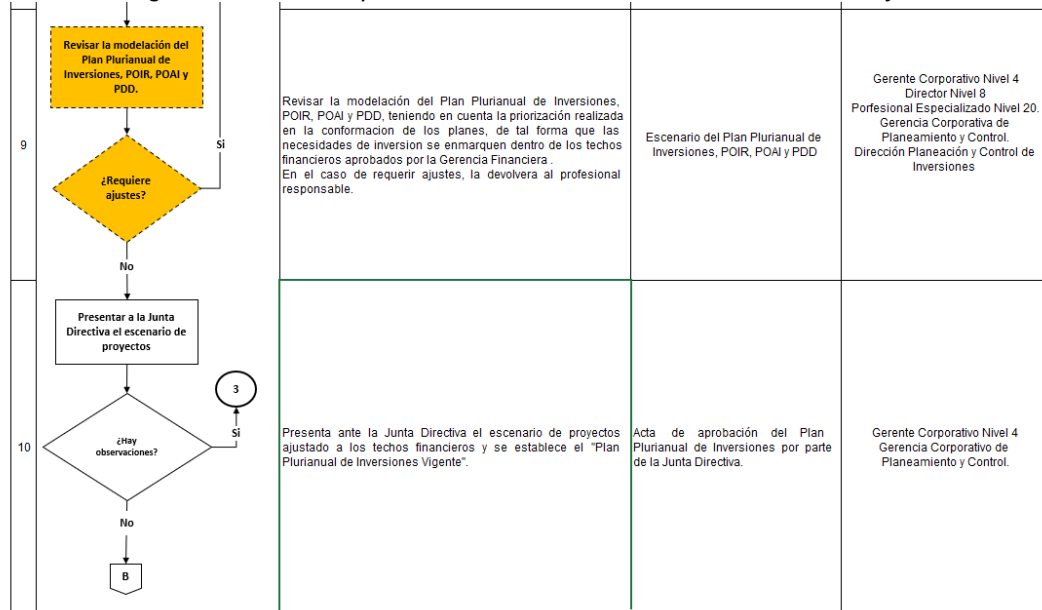 9
Revisar la modelación del
Plan Plurianual de
Inversiones, POIR, POAI y
PDD.
¿Requiere
ajustes?
Si
No
Revisar la modelación del Plan Plurianual de Inversiones,
POIR, POAI y PDD, teniendo en cuenta la priorización realizada
en la conformacion de los planes, de tal forma que las
necesidades de inversion se enmarquen dentro de los techos
financieros aprobados por la Gerencia Financiera .
En el caso de requerir ajustes, la devolvera al profesional
responsable.
Escenario del Plan Plurianual de
Inversiones, POIR, POAI y PDD
Gerente Corporativo Nivel 4
Director Nivel 8
Porfesional Especializado Nivel 20.
Gerencia Corporativa de
Planeamiento y Control.
Dirección Planeación y Control de
Inversiones
10
Presentar a la Junta
Directiva el escenario de
proyectos
3
¿Hay
observaciones?
Si
No
B
Presenta ante la Junta Directiva el escenario de proyectos
ajustado a los techos financieros y se establece el "Plan
Plurianual de Inversiones Vigente".
Acta de aprobación del Plan
Plurianual de Inversiones por parte
de la Junta Directiva.
Gerente Corporativo Nivel 4
Gerencia Corporativo de
Planeamiento y Control.